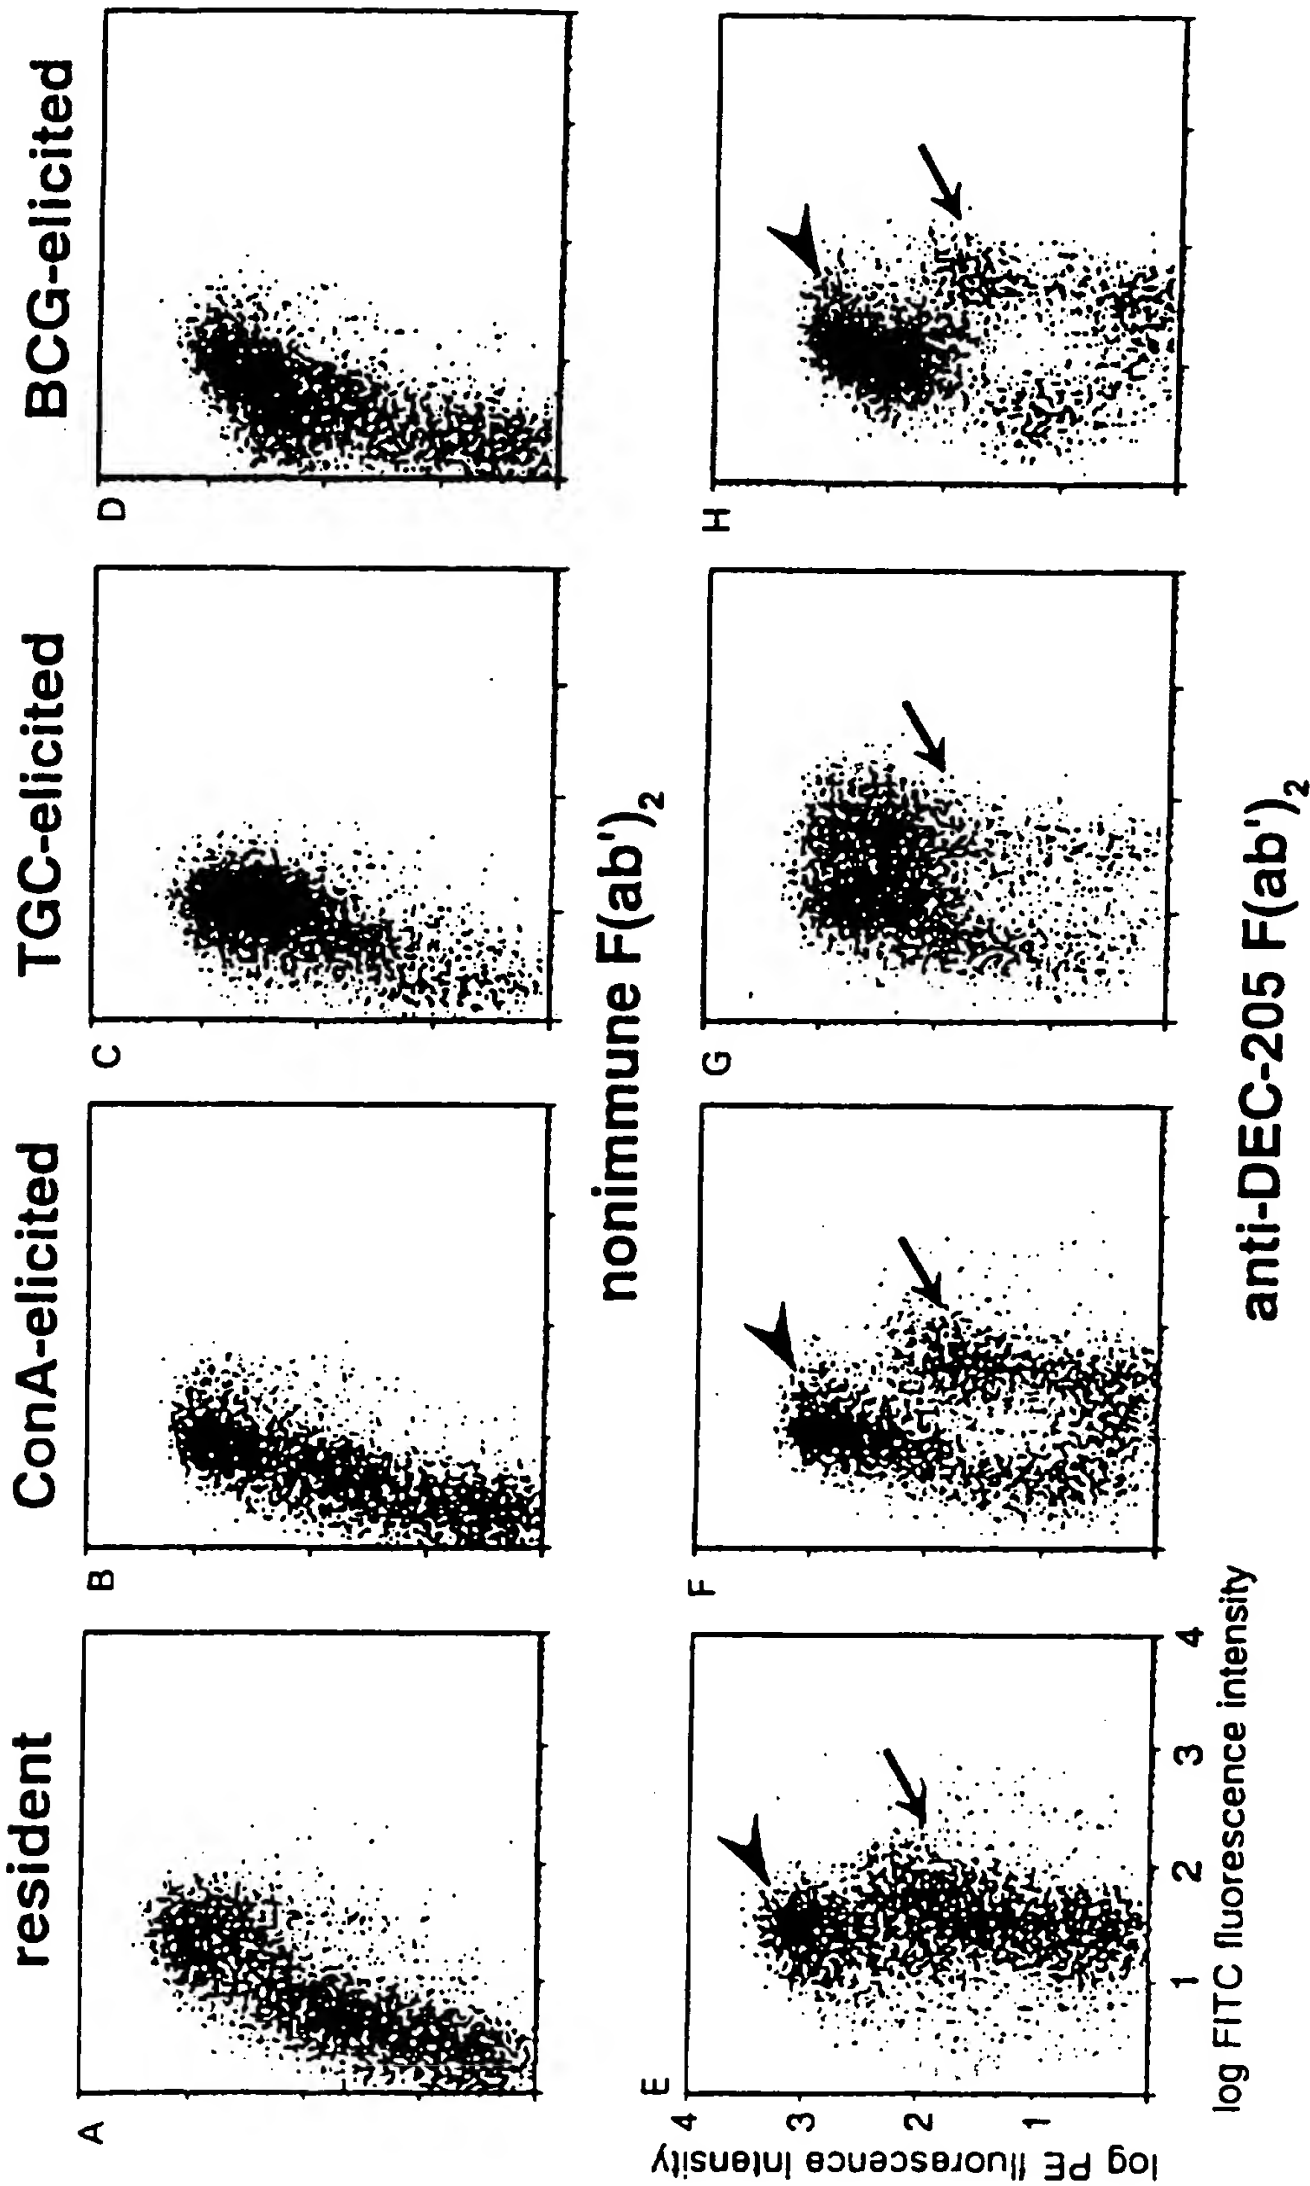 resident
ConA-elicited
TGC-elicited
BCG-elicited
A
B
C
D
nonimmune F(ab')2
E
F
G
H
4
3
2
1
log PE fluorescence Intensity
1
2
3
4
log FITC fluorescence intensity
anti-DEC-205 F(ab')2